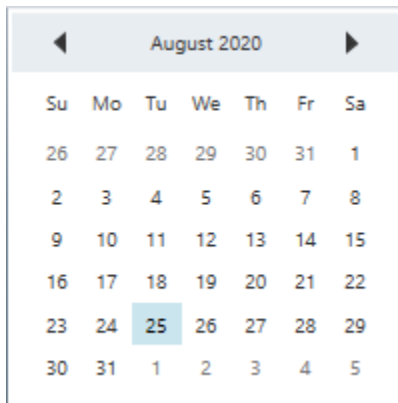 August 2020
Su Mo Tu We Th Fr Sa
26 27 28 29 30 31 1
2 3 4 5 6 7 8
9 10 11 12 13 14 15
16 17 18 19 20 21 22
23 24 25 26 27 28 29
30 31 1 2 3 4 5